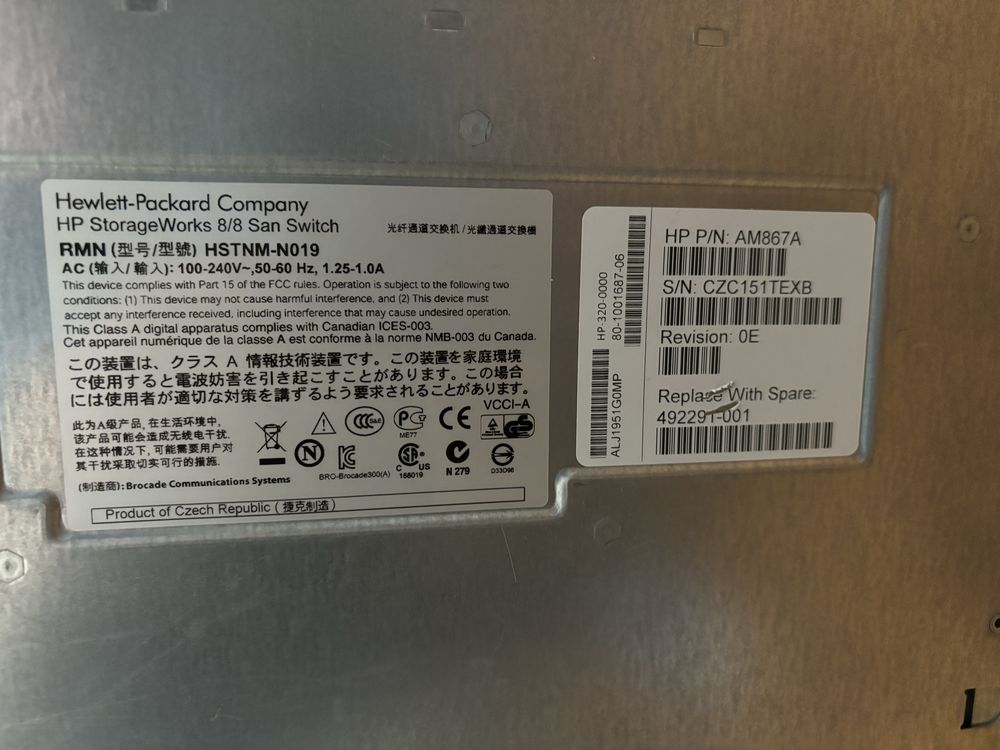 Hewlett-Packard Company
HP StorageWorks 8/8 San Switch
光纤通道交换机 / 光纖通道交換機
RMN (型号/型號) HSTNM-N019
AC (输入 / 輸入): 100-240V~,50-60 Hz, 1.25-1.0A
This device complies with Part 15 of the FCC rules. Operation is subject to the following two
conditions: (1) This device may not cause harmful interference, and (2) This device must
accept any interference received, including interference that may cause undesired operation.
This Class A digital apparatus complies with Canadian ICES-003.
Cet appareil numérique de la classe A est conforme à la norme NMB-003 du Canada.
この装置は、クラス A 情報技術装置です。この装置を家庭環境
で使用すると電波妨害を引き起こすことがあります。この場合
には使用者が適切な対策を講ずるよう要求されることがあります。
VCCI-A
此为A级产品, 在生活环境中,
该产品可能会造成无线电干扰.
在这种情况下, 可能需要用户对
其干扰采取切实可行的措施.
CCC S&E
ME77
CE
GS
N
BRO-Brocade300(A)
C US
188019
N 279
D33D96
(制造商): Brocade Communications Systems
Product of Czech Republic (捷克制造)
HP-320-0000
80-1001687-06
ALJ1951G0MP
HP P/N: AM867A
S/N: CZC151TEXB
Revision: 0E
Replace With Spare:
492291-001